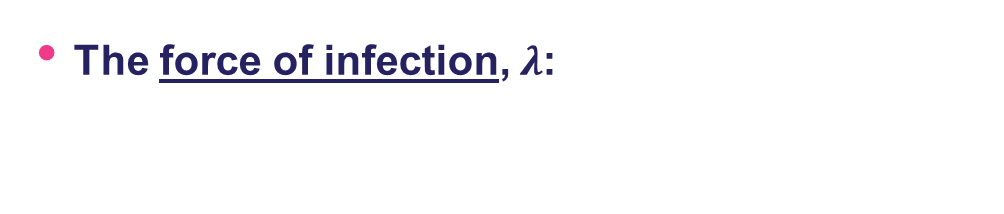 • The force of infection, λ: